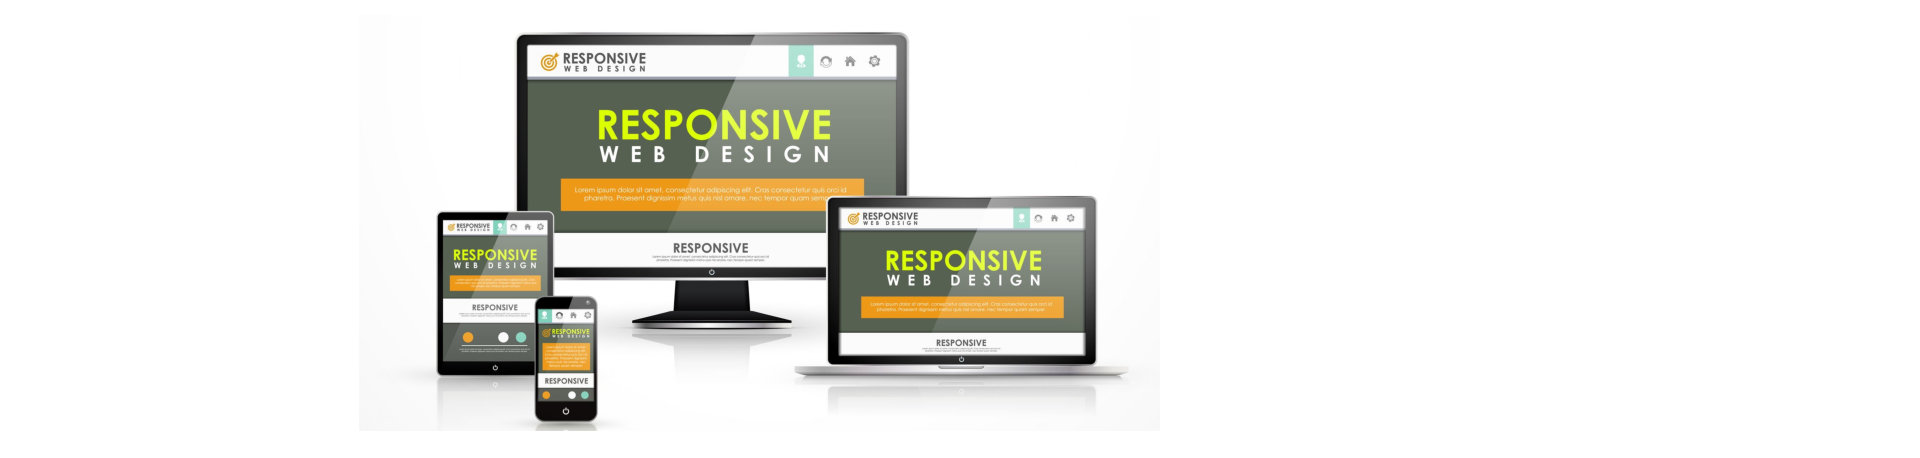 RESPONSIVE
WEB DESIGN
RESPONSIVE
WEB DESIGN
Lorem ipsum dolor sit amet, consectetur adipiscing elit. Cras consectetur quis orci id
pharetra. Praesent dignissim metus quis nisl ornare, nec tempor quam semper
RESPONSIVE
RESPONSIVE
WEB DESIGN
RESPONSIVE
WEB DESIGN
RESPONSIVE
RESPONSIVE
WEB DESIGN
RESPONSIVE
RESPONSIVE
WEB DESIGN
RESPONSIVE
WEB DESIGN
Lorem ipsum dolor sit amet, consectetur adipiscing elit. Cras consectetur quis orci id
pharetra. Praesent dignissim metus quis nisl ornare, nec tempor quam semper.
RESPONSIVE